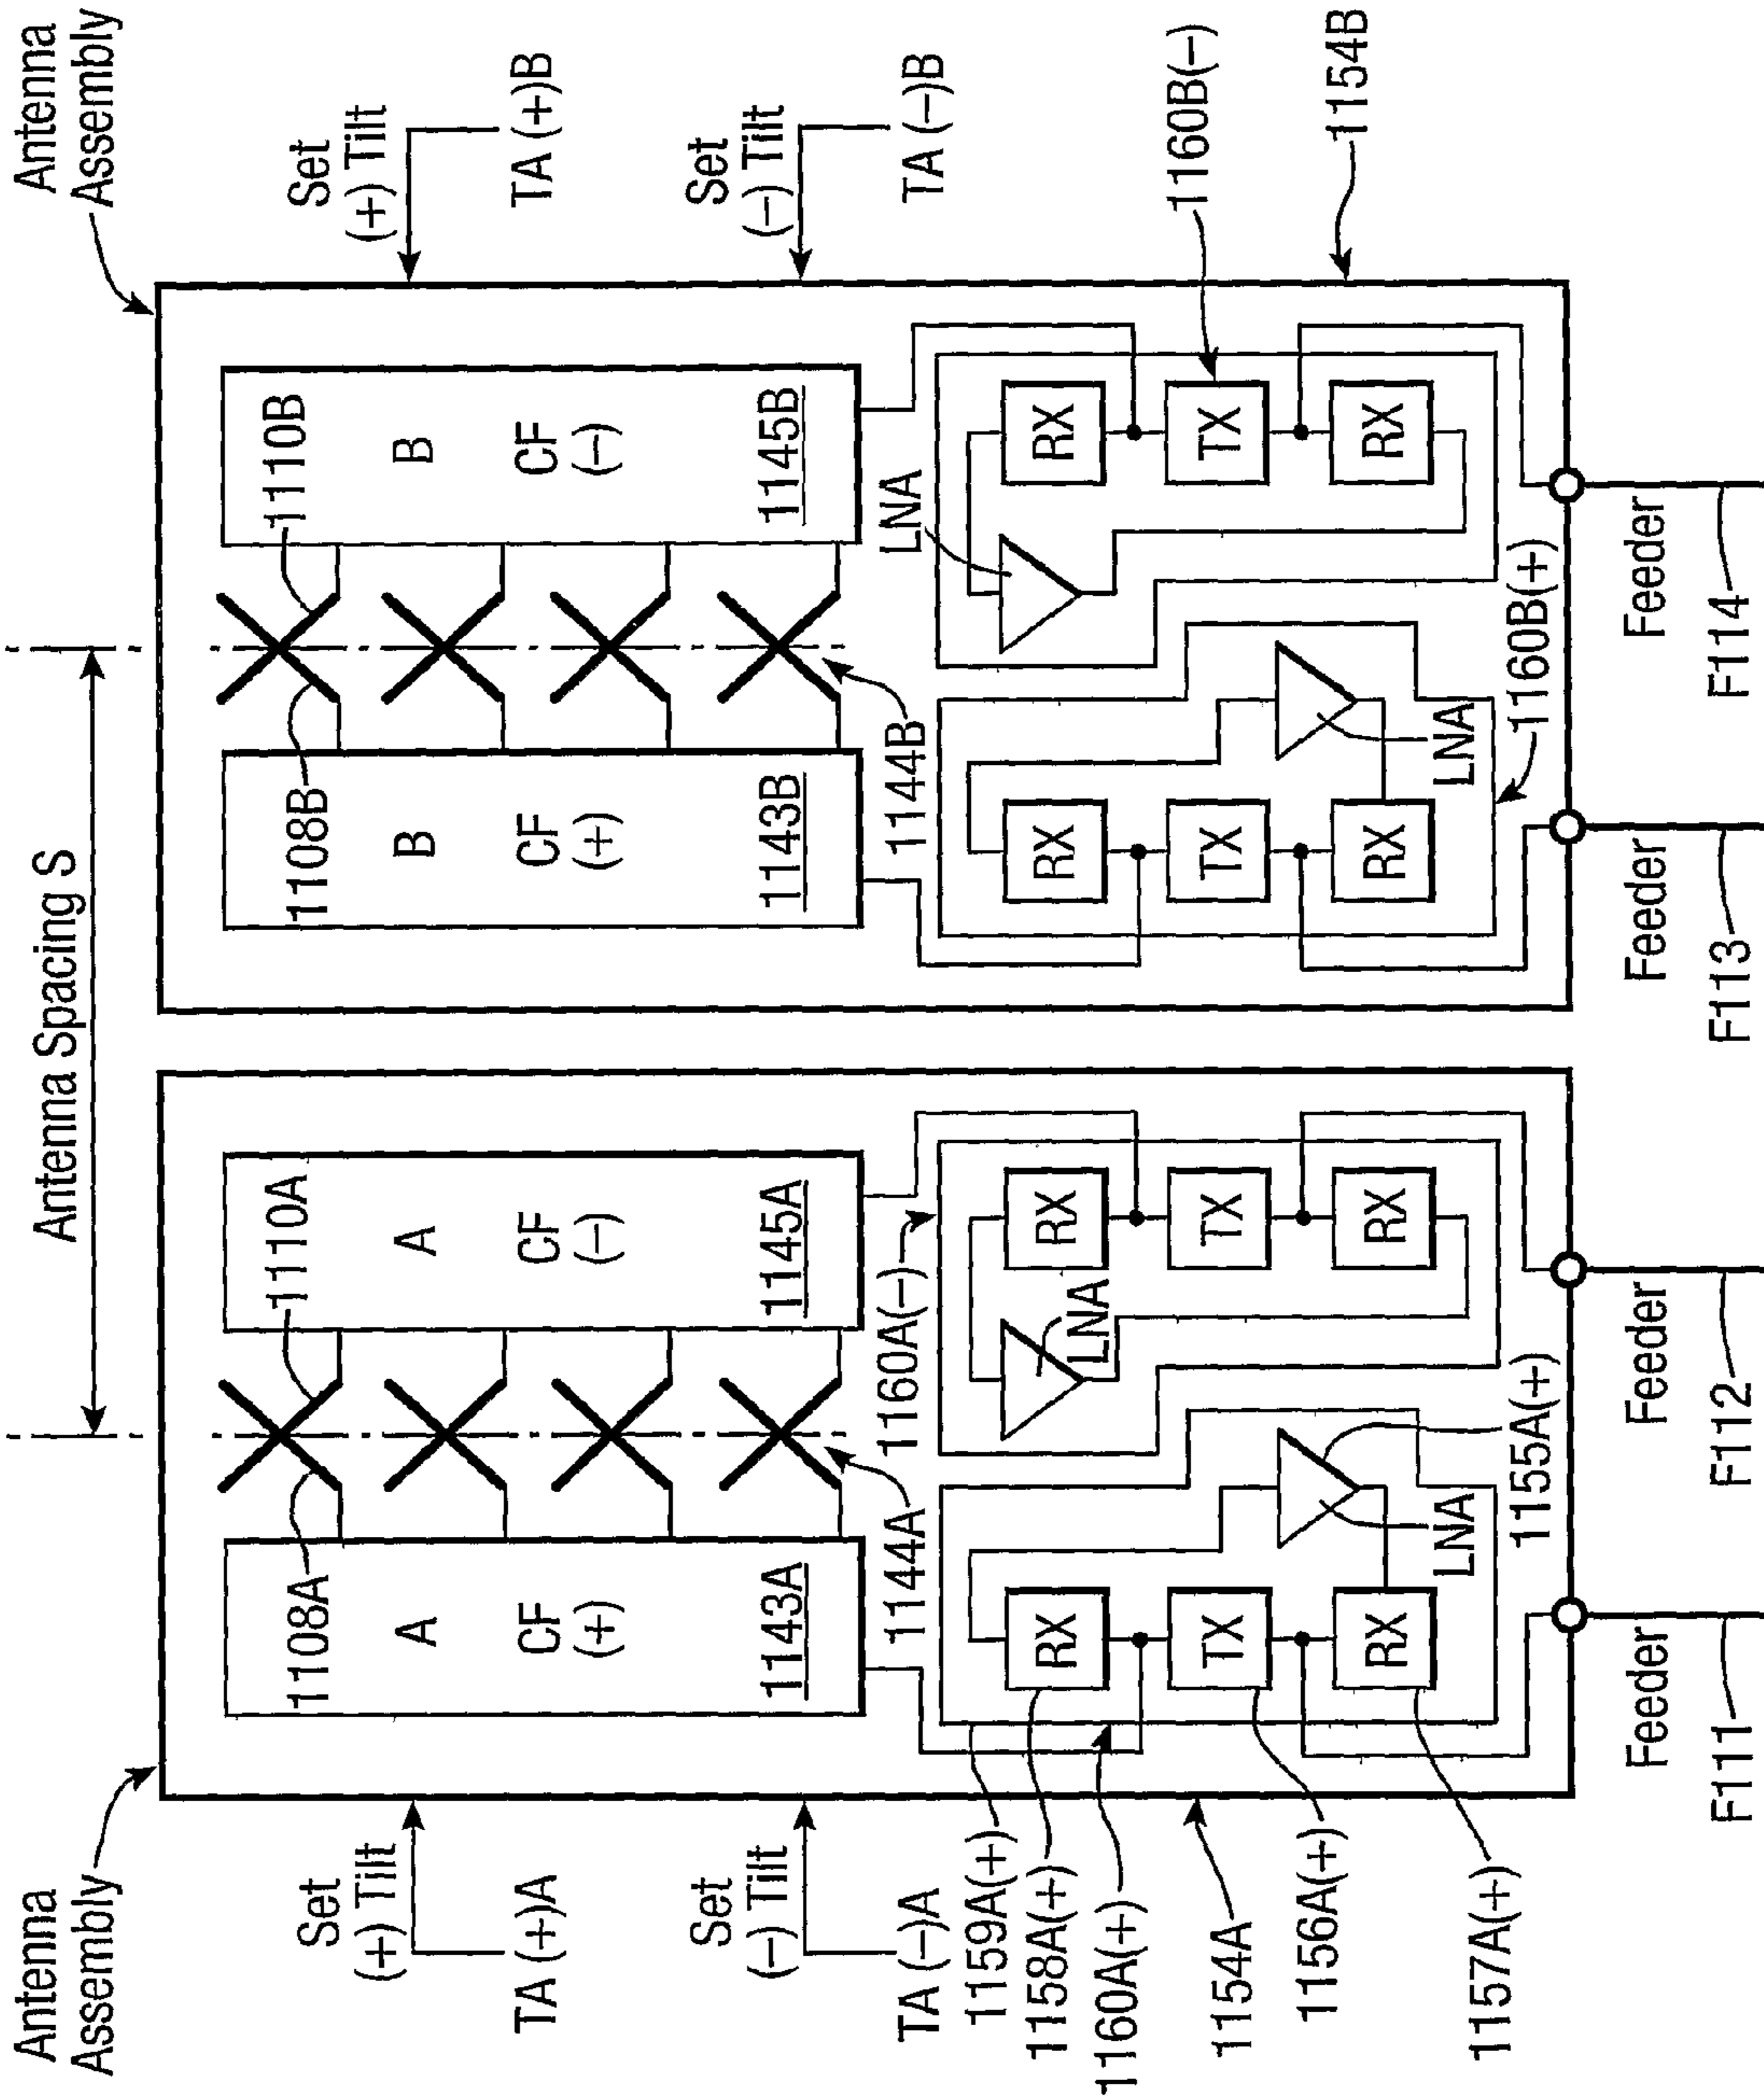 Antenna
Assembly
Antenna Spacing S
Antenna
Assembly
Set
(+) Tilt
TA (+)A
Set
(−) Tilt
TA (−)A
1108A
1110A
A
CF
(+)
1143A
A
CF
(−)
1145A
1144A
1108B
1110B
B
CF
(+)
1143B
B
CF
(−)
1145B
1144B
Set
(+) Tilt
TA (+)B
Set
(−) Tilt
TA (−)B
1159A(+)
1158A(+)
1160A(+)
1154A
1156A(+)
1157A(+)
RX
TX
RX
LNA
1155A(+)
1160A(−)
LNA
RX
TX
RX
RX
TX
RX
LNA
1160B(+)
LNA
RX
TX
RX
1160B(−)
1154B
Feeder
F111
Feeder
F112
Feeder
F113
Feeder
F114